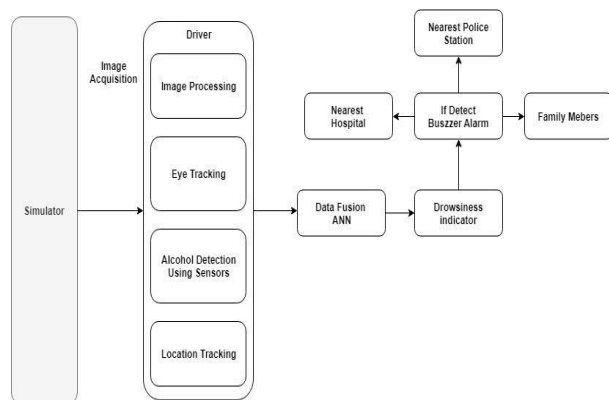 Driver
Nearest Police
Station
Image
Acquisition
Image Processing
Nearest
Hospital
If Detect
Buszzer Alarm
Family Mebers
Eye Tracking
Simulator
Data Fusion
ANN
Drowsiness
indicator
Alcohol Detection
Using Sensors
Location Tracking